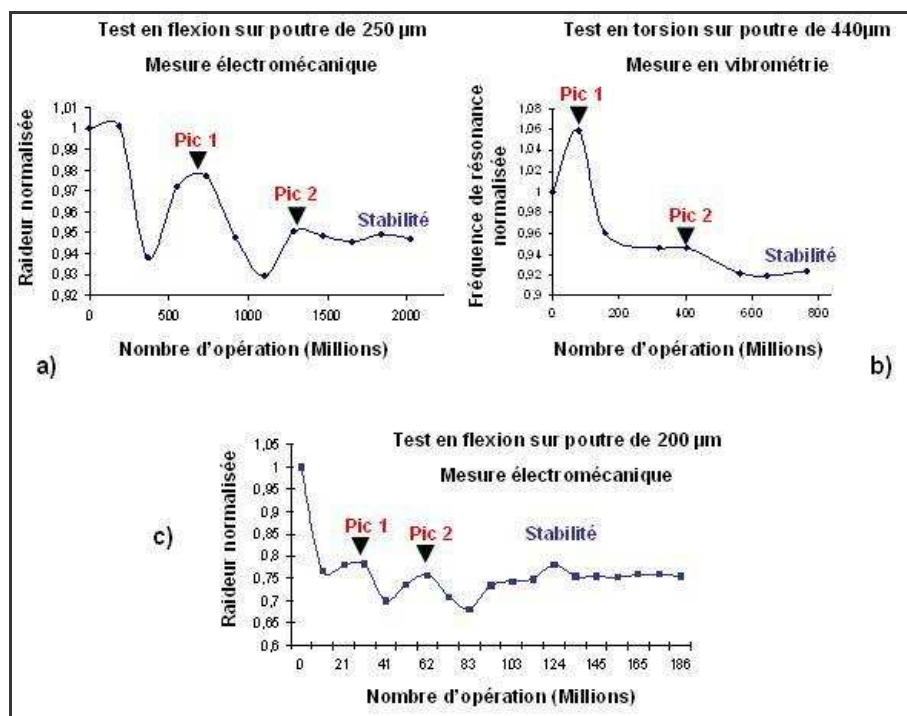 Test en flexion sur poutre de 250 µm
Mesure électromécanique
Raideur normalisée
1,01
1
0,99
0,98
0,97
0,96
0,95
0,94
0,93
0,92
Pic 1
Pic 2
Stabilité
0
500
1000
1500
2000
Nombre d'opération (Millions)
a)
Test en torsion sur poutre de 440µm
Mesure en vibrométrie
Fréquence de résonance
normalisée
1,08
1,06
1,04
1,02
1
0,98
0,96
0,94
0,92
0,9
Pic 1
Pic 2
Stabilité
0
200
400
600
800
Nombre d'opération (Millions)
b)
Test en flexion sur poutre de 200 µm
Mesure électromécanique
c)
Raideur normalisée
1,05
1
0,95
0,9
0,85
0,8
0,75
0,7
0,65
0,6
Pic 1
Pic 2
Stabilité
0
21
41
62
83
103
124
145
165
186
Nombre d'opération (Millions)